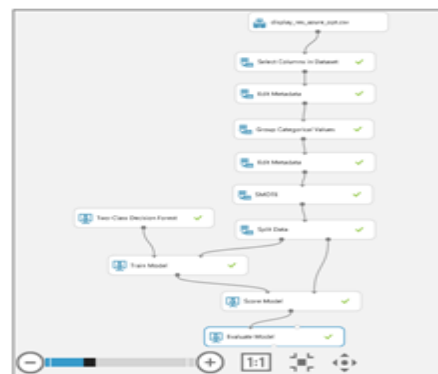 Select Columns in Dataset
Edit Metadata
Group Categorical Values
Edit Metadata
SMOTE
Split Data
Two-Class Decision Forest
Train Model
Score Model
Evaluate Model
1:1